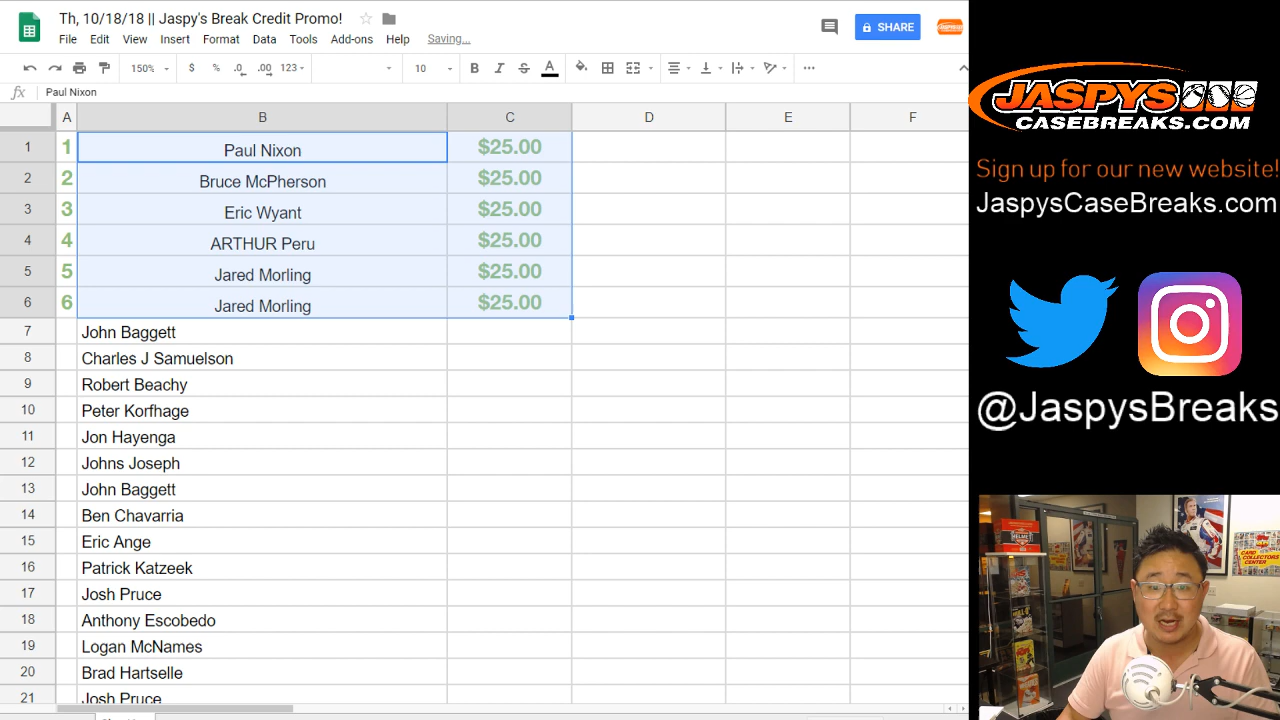 Th, 10/18/18 || Jaspy's Break Credit Promo!
File Edit View Insert Format Data Tools Add-ons Help Saving...
SHARE
150% $ % .0 .00 123 10 B I S A
fx Paul Nixon
A B C D E F
1 1 Paul Nixon $25.00
2 2 Bruce McPherson $25.00
3 3 Eric Wyant $25.00
4 4 ARTHUR Peru $25.00
5 5 Jared Morling $25.00
6 6 Jared Morling $25.00
7 John Baggett
8 Charles J Samuelson
9 Robert Beachy
10 Peter Korfhage
11 Jon Hayenga
12 Johns Joseph
13 John Baggett
14 Ben Chavarria
15 Eric Ange
16 Patrick Katzeek
17 Josh Pruce
18 Anthony Escobedo
19 Logan McNames
20 Brad Hartselle
21 Josh Pruce
JASPYS
CASEBREAKS.COM
Sign up for our new website!
JaspysCaseBreaks.com
@JaspysBreaks
HELMET
CARD
COLLECTORS
CENTER